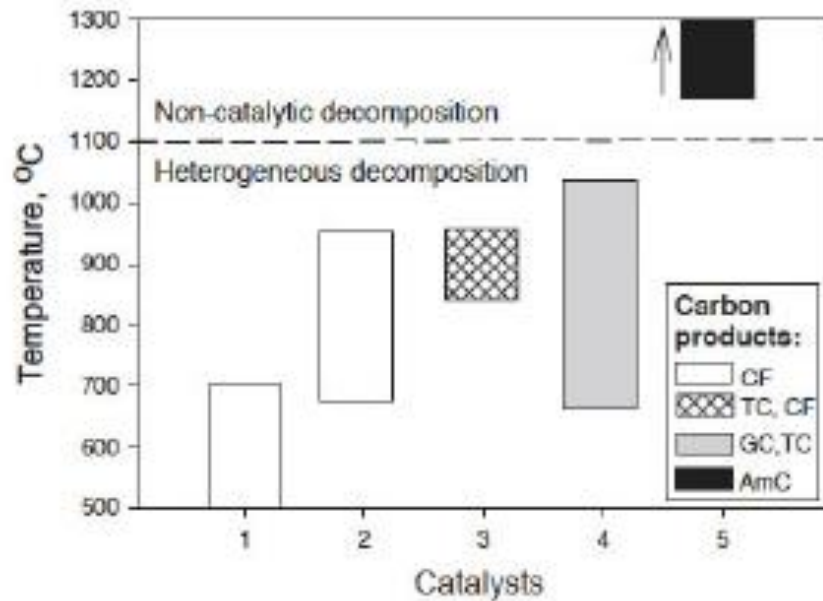 1300
1200
1100
1000
900
800
700
600
500
Temperature, ºC
Non-catalytic decomposition
Heterogeneous decomposition
Carbon
products:
CF
TC, CF
GC,TC
AmC
1 2 3 4 5
Catalysts